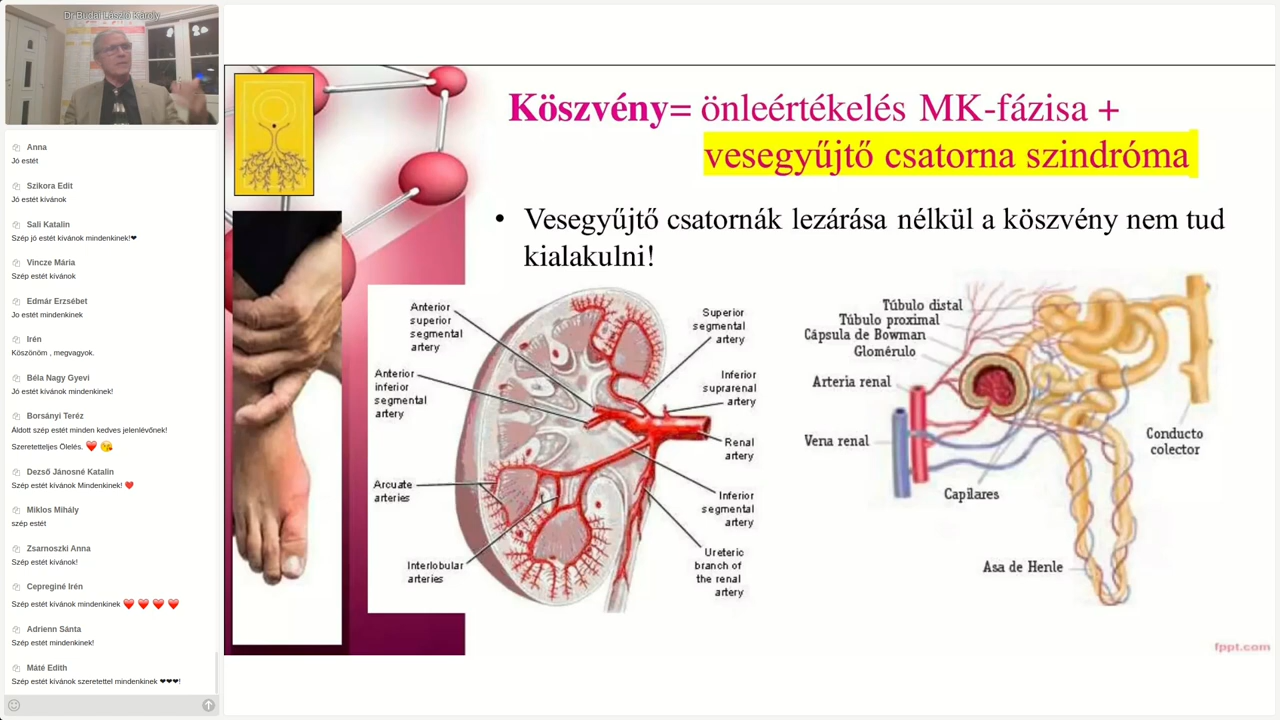 Dr Budai László Károly
Anna
Jó estét
Szikora Edit
Jó estét kívánok
Sali Katalin
Szép jó estét kívánok mindenkinek!❤
Vincze Mária
Szép estét kívánok
Edmár Erzsébet
Jo estét mindenkinek
Irén
Köszönöm , megvagyok.
Béla Nagy Gyevi
Jó estét kívánok mindenkinek!
Borsányi Teréz
Áldott szép estét minden kedves jelenlévőnek!
Szeretetteljes Ölelés. ❤️ 😘
Dezső Jánosné Katalin
Szép estét kívánok Mindenkinek! ❤️
Miklos Mihály
szép estét
Zsarnoszki Anna
Szép estét kívánok!
Cepreginé Irén
Szép estét kívánok mindenkinek ❤️ ❤️ ❤️ ❤️
Adrienn Sánta
Szép estét mindenkinek!
Máté Edith
Szép estét kívánok szeretettel mindenkinek ❤❤❤!
Köszvény= önleértékelés MK-fázisa +
vesegyűjtő csatorna szindróma
• Vesegyűjtő csatornák lezárása nélkül a köszvény nem tud
kialakulni!
Anterior
superior
segmental
artery
Anterior
inferior
segmental
artery
Arcuate
arteries
Interlobular
arteries
Superior
segmental
artery
Inferior
suprarenal
artery
Renal
artery
Inferior
segmental
artery
Ureteric
branch of
the renal
artery
Túbulo distal
Túbulo proximal
Cápsula de Bowman
Glomérulo
Arteria renal
Vena renal
Capilares
Conducto
colector
Asa de Henle
fppt.com